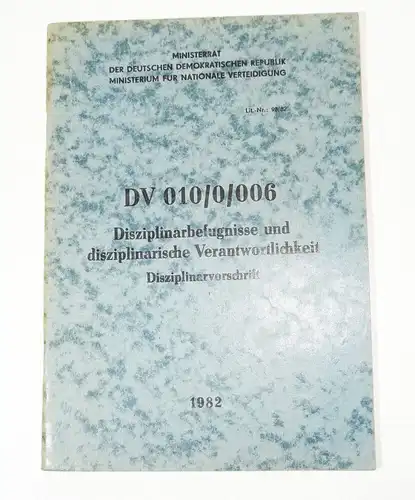 MINISTERRAT
DER DEUTSCHEN DEMOKRATISCHEN REPUBLIK
MINISTERIUM FÜR NATIONALE VERTEIDIGUNG
DV 010/0/006
Disziplinarbefugnisse und
disziplinarische Verantwortlichkeit
Disziplinarvorschrift
1982